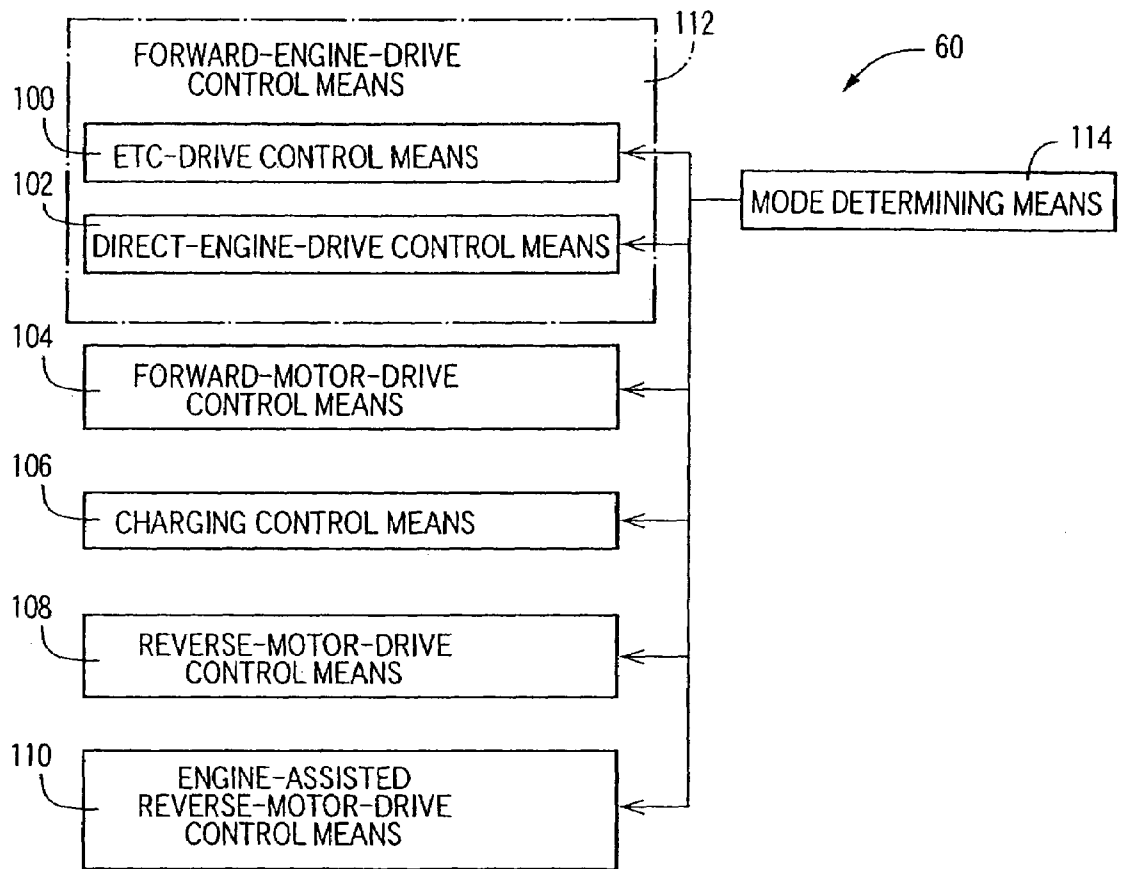 112
FORWARD-ENGINE-DRIVE
CONTROL MEANS
60
100
ETC-DRIVE CONTROL MEANS
114
102
MODE DETERMINING MEANS
DIRECT-ENGINE-DRIVE CONTROL MEANS
104
FORWARD-MOTOR-DRIVE
CONTROL MEANS
106
CHARGING CONTROL MEANS
108
REVERSE-MOTOR-DRIVE
CONTROL MEANS
110
ENGINE-ASSISTED
REVERSE-MOTOR-DRIVE
CONTROL MEANS